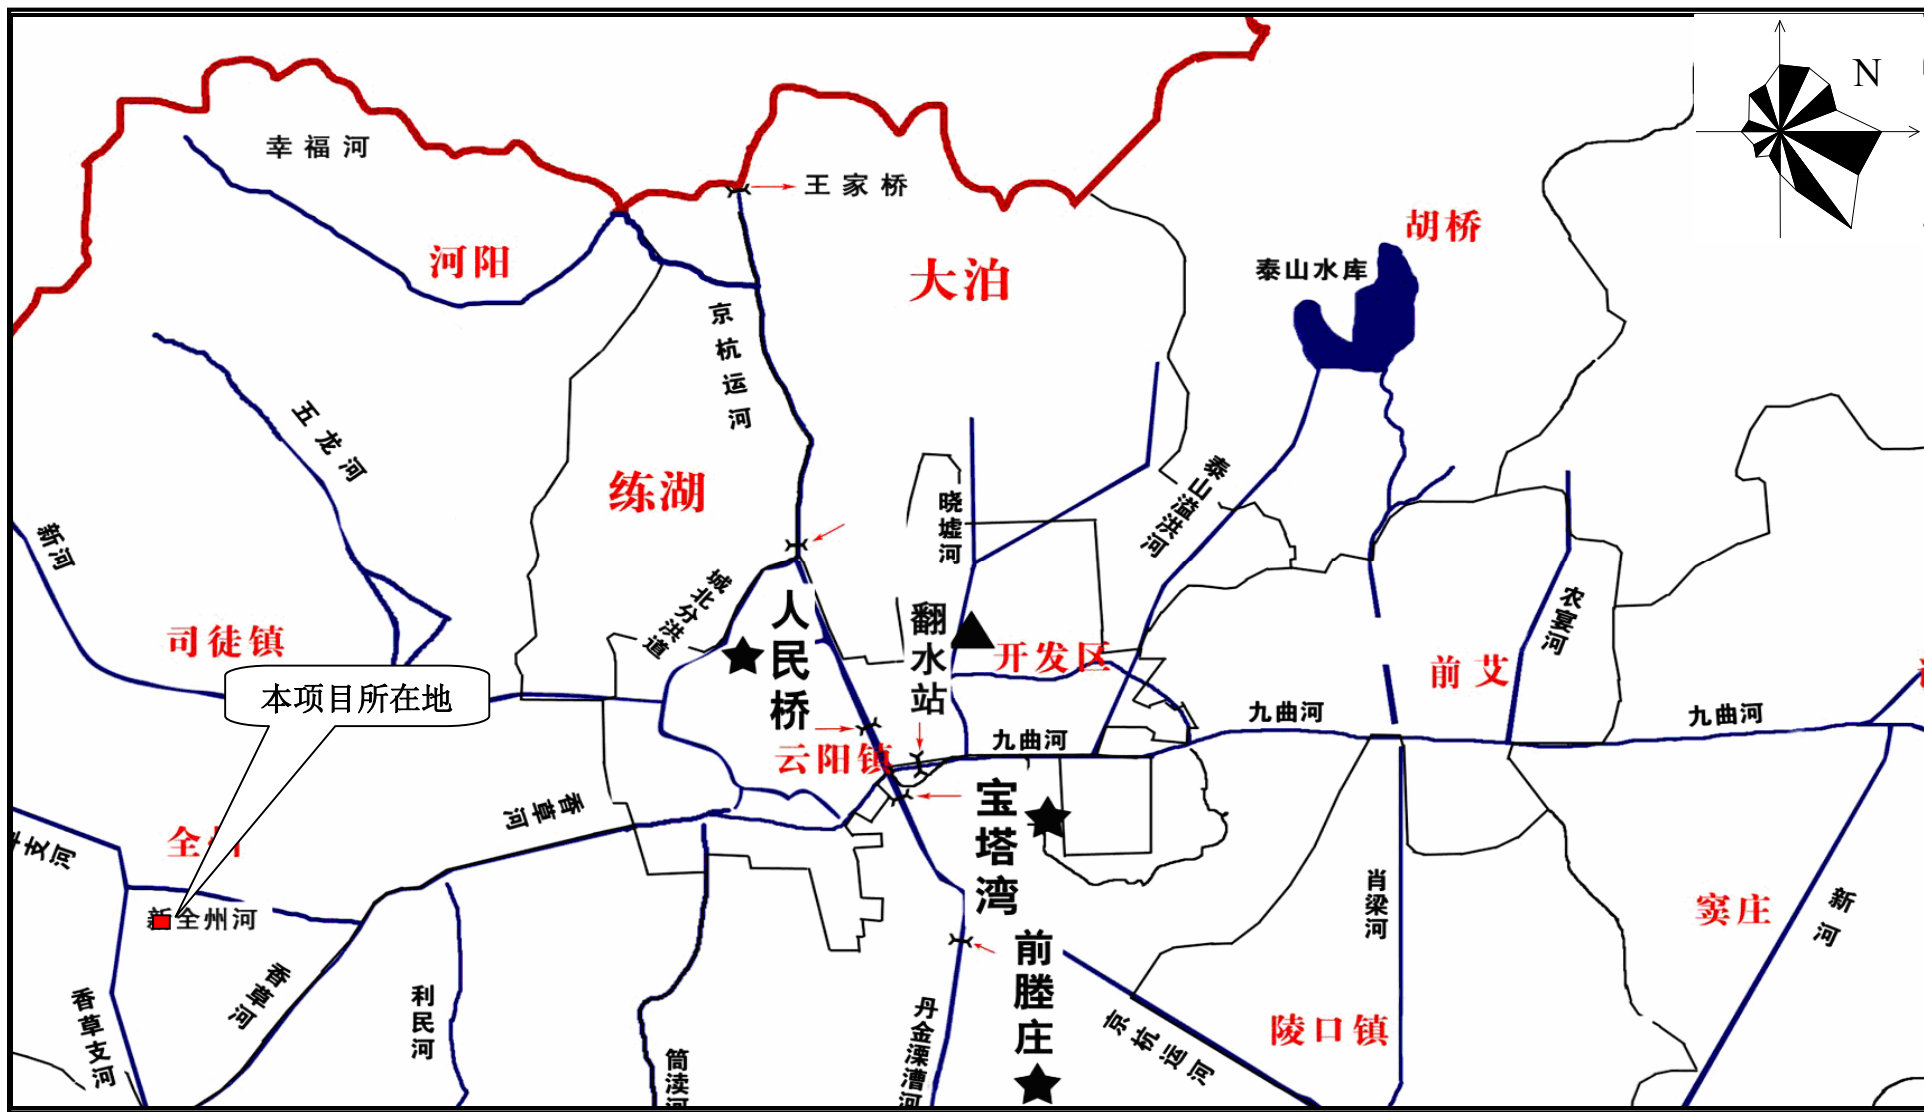 N
幸福河
王家桥
胡桥
河阳
大泊
泰山水库
京杭运河
五龙河
练湖
泰山溢洪河
晓墟河
新河
城北分洪道
人民桥
翻水站
农宴河
司徒镇
开发区
前艾
本项目所在地
九曲河
九曲河
九曲河
云阳镇
宝塔湾
香草河
全
支河
肖梁河
窦庄
新河
新全州河
前塍庄
香草河
香草支河
利民河
丹金溧漕河
陵口镇
京杭运河
筒渎河